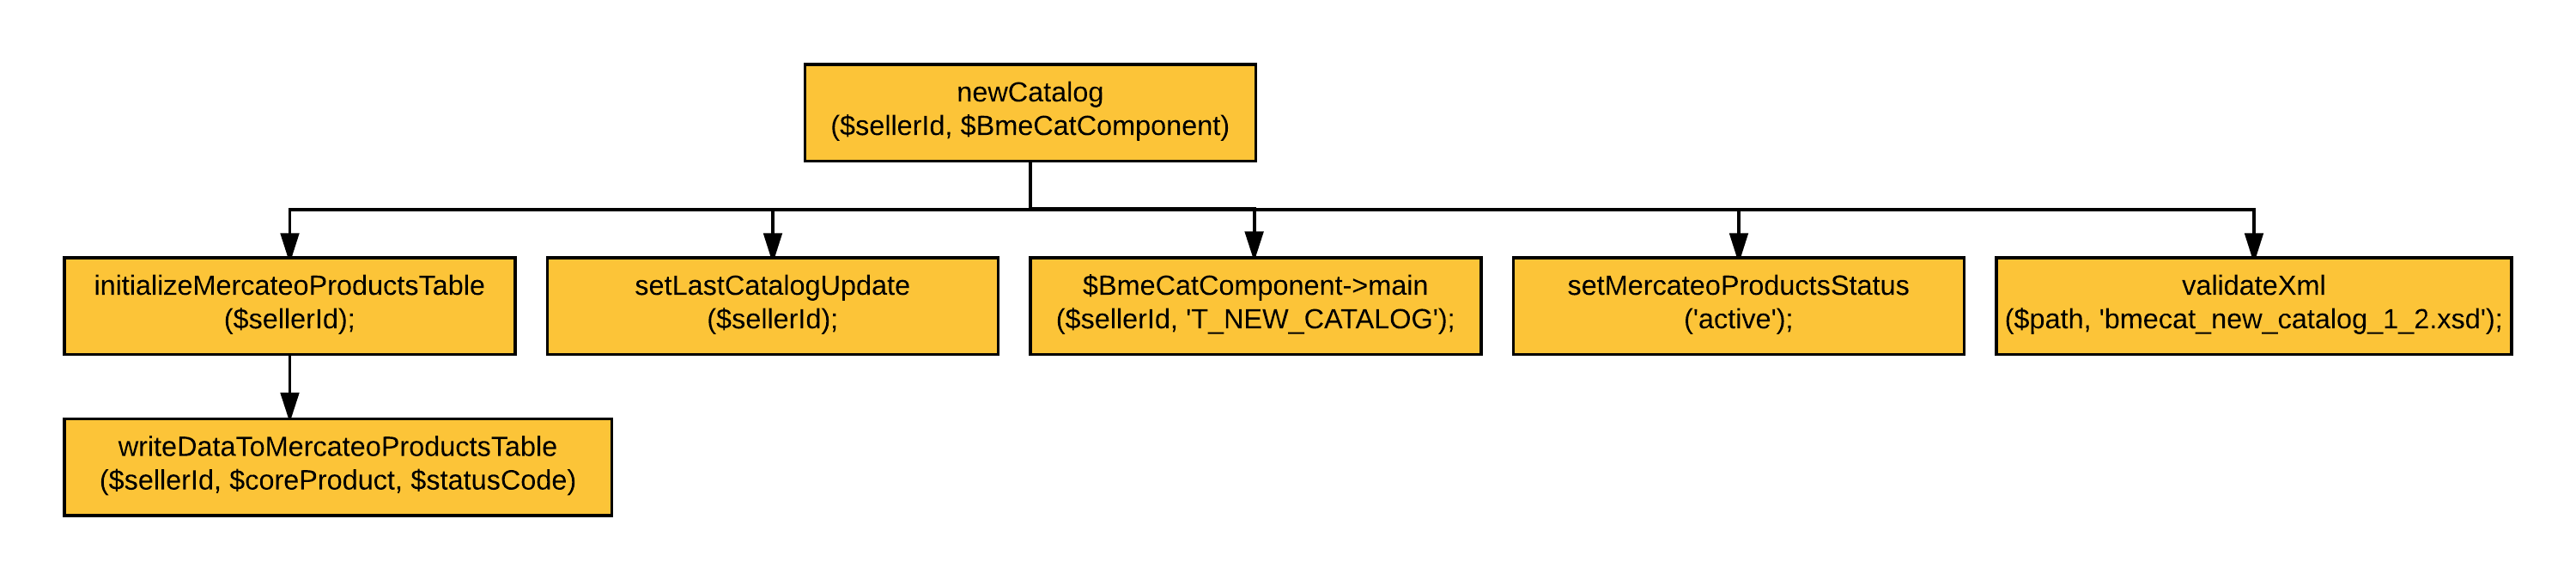 newCatalog
($sellerId, $BmeCatComponent)
initializeMercateoProductsTable
($sellerId);
setLastCatalogUpdate
($sellerId);
$BmeCatComponent->main
($sellerId, 'T_NEW_CATALOG');
setMercateoProductsStatus
('active');
validateXml
($path, 'bmecat_new_catalog_1_2.xsd');
writeDataToMercateoProductsTable
($sellerId, $coreProduct, $statusCode)